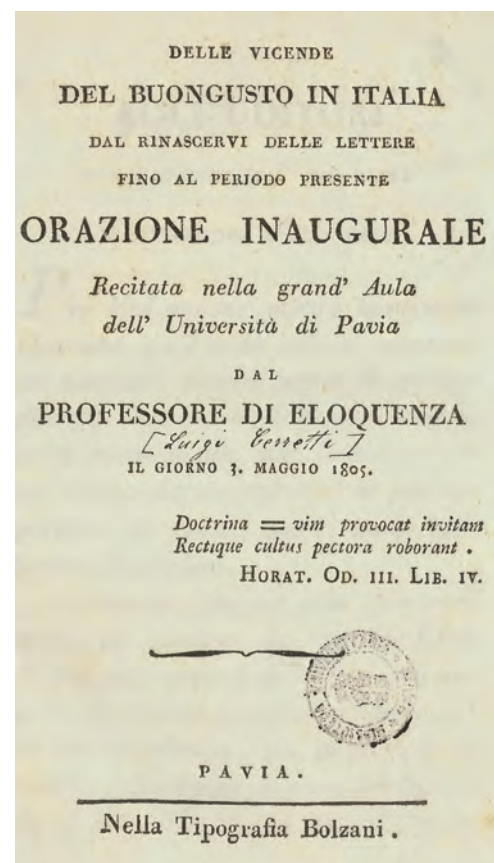 DELLE VICENDE
DEL BUONGUSTO IN ITALIA
DAL RINASCERVI DELLE LETTERE
FINO AL PERIODO PRESENTE
ORAZIONE INAUGURALE
Recitata nella grand' Aula
dell' Università di Pavia
DAL
PROFESSORE DI ELOQUENZA
[Luigi Cerretti]
IL GIORNO 3. MAGGIO 1805.
Doctrina = vim provocat invitam
Rectique cultus pectora roborant .
HORAT. OD. III. LIB. IV.
PAVIA .
Nella Tipografia Bolzani .